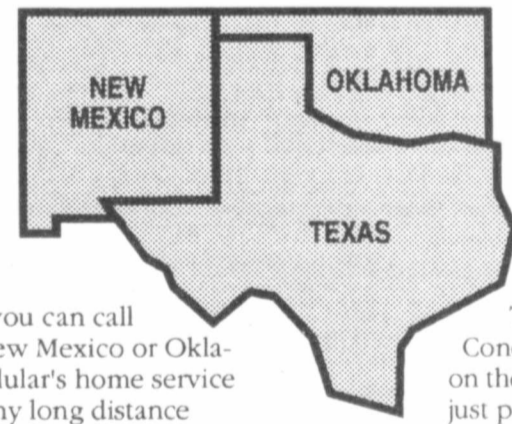 NEW
MEXICO
OKLAHOMA
TEXAS
you can call
ew Mexico or Okla-
lular's home service
ny long distance
on the
just p